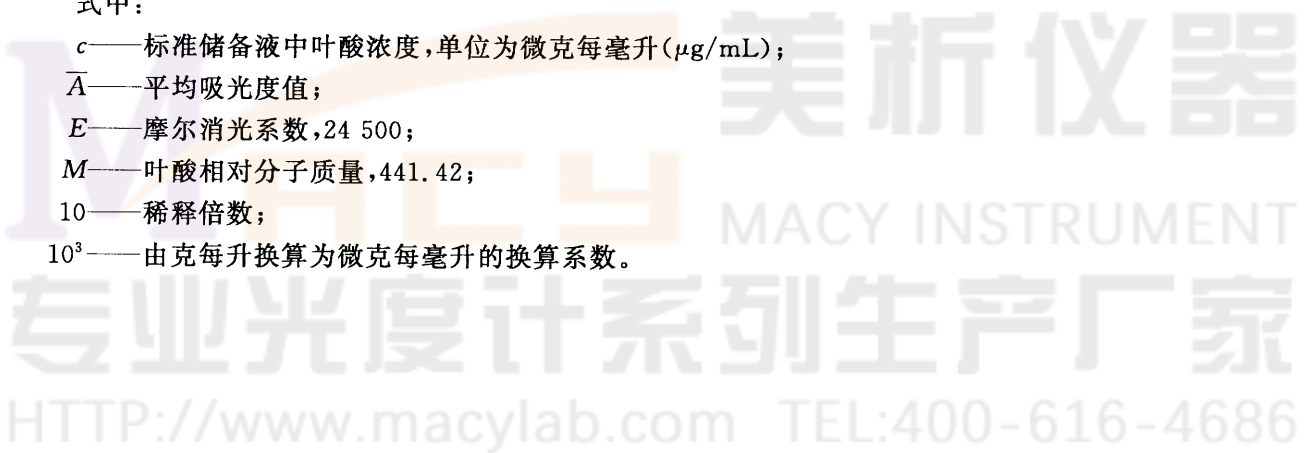 式中：
c——标准储备液中叶酸浓度,单位为微克每毫升(μg/mL)；
A̅——平均吸光度值；
E——摩尔消光系数,24 500；
M——叶酸相对分子质量,441.42；
10——稀释倍数；
10³——由克每升换算为微克每毫升的换算系数。
美析仪器
MACY
MACY INSTRUMENT
专业光度计系列生产厂家
HTTP://www.macylab.com TEL:400-616-4686